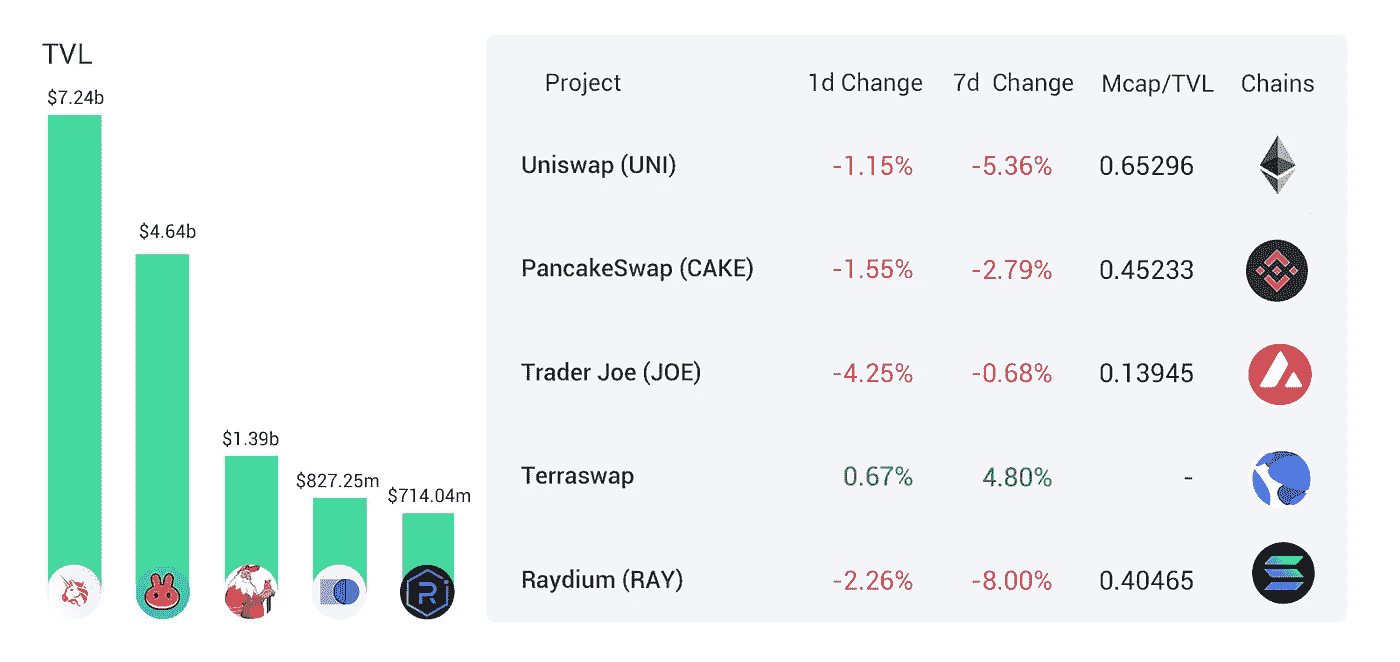 TVL
$7.24b
$4.64b
$1.39b
$827.25m
$714.04m
Project 1d Change 7d Change Mcap/TVL Chains
Uniswap (UNI) -1.15% -5.36% 0.65296
PancakeSwap (CAKE) -1.55% -2.79% 0.45233
Trader Joe (JOE) -4.25% -0.68% 0.13945
Terraswap 0.67% 4.80% -
Raydium (RAY) -2.26% -8.00% 0.40465